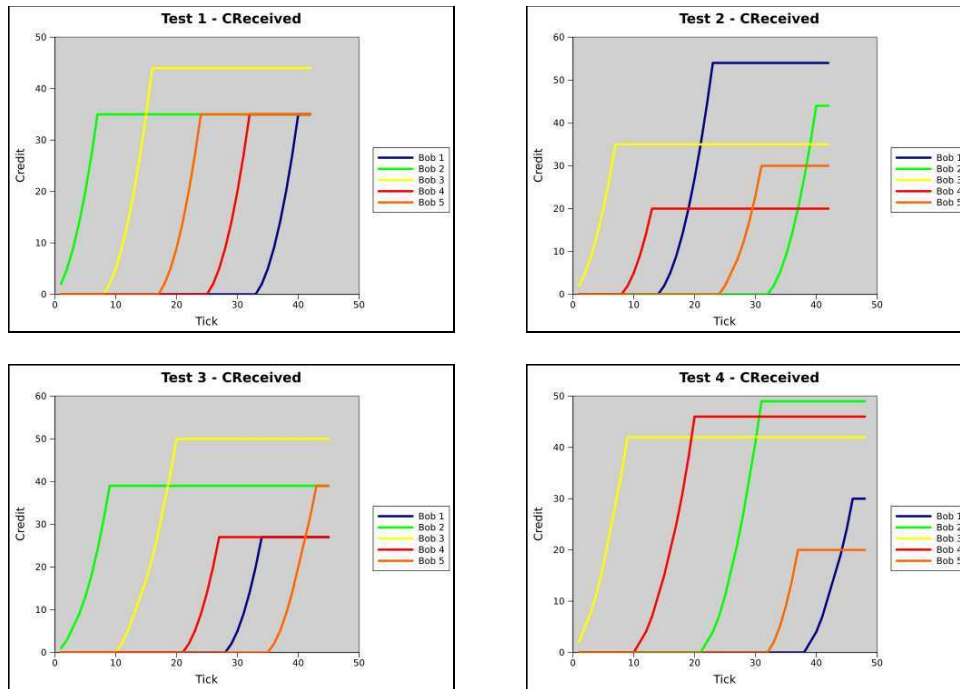 Test 1 - CReceived
50
40
30
20
10
0
Credit
0 10 20 30 40 50
Tick
Bob 1
Bob 2
Bob 3
Bob 4
Bob 5
Test 2 - CReceived
60
50
40
30
20
10
0
Credit
0 10 20 30 40 50
Tick
Bob 1
Bob 2
Bob 3
Bob 4
Bob 5
Test 3 - CReceived
60
50
40
30
20
10
0
Credit
0 10 20 30 40 50
Tick
Bob 1
Bob 2
Bob 3
Bob 4
Bob 5
Test 4 - CReceived
50
40
30
20
10
0
Credit
0 10 20 30 40 50
Tick
Bob 1
Bob 2
Bob 3
Bob 4
Bob 5